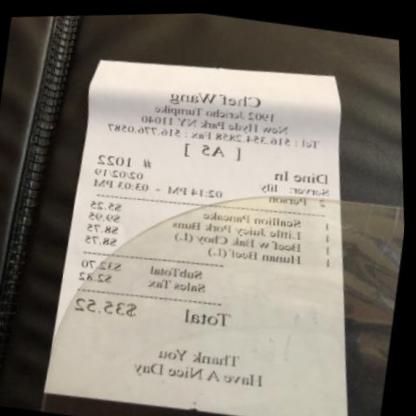 Chef Wang
1902 Jericho Turnpike
New Hyde Park NY 11040
Tel : 516.354.2858 Fax : 516.776.0587
[ A5 ]
Dine In # 1022
Server: lily 02/02/19
2 Person 02:14 PM - 03:03 PM
1 Scallion Pancake $5.25
1 Little Juicy Pork Buns $9.95
1 Beef w Bak Choy (L) $8.75
1 Hunan Beef (L) $8.75
SubTotal $32.70
Sales Tax $2.82
Total $35.52
Thank You
Have A Nice Day